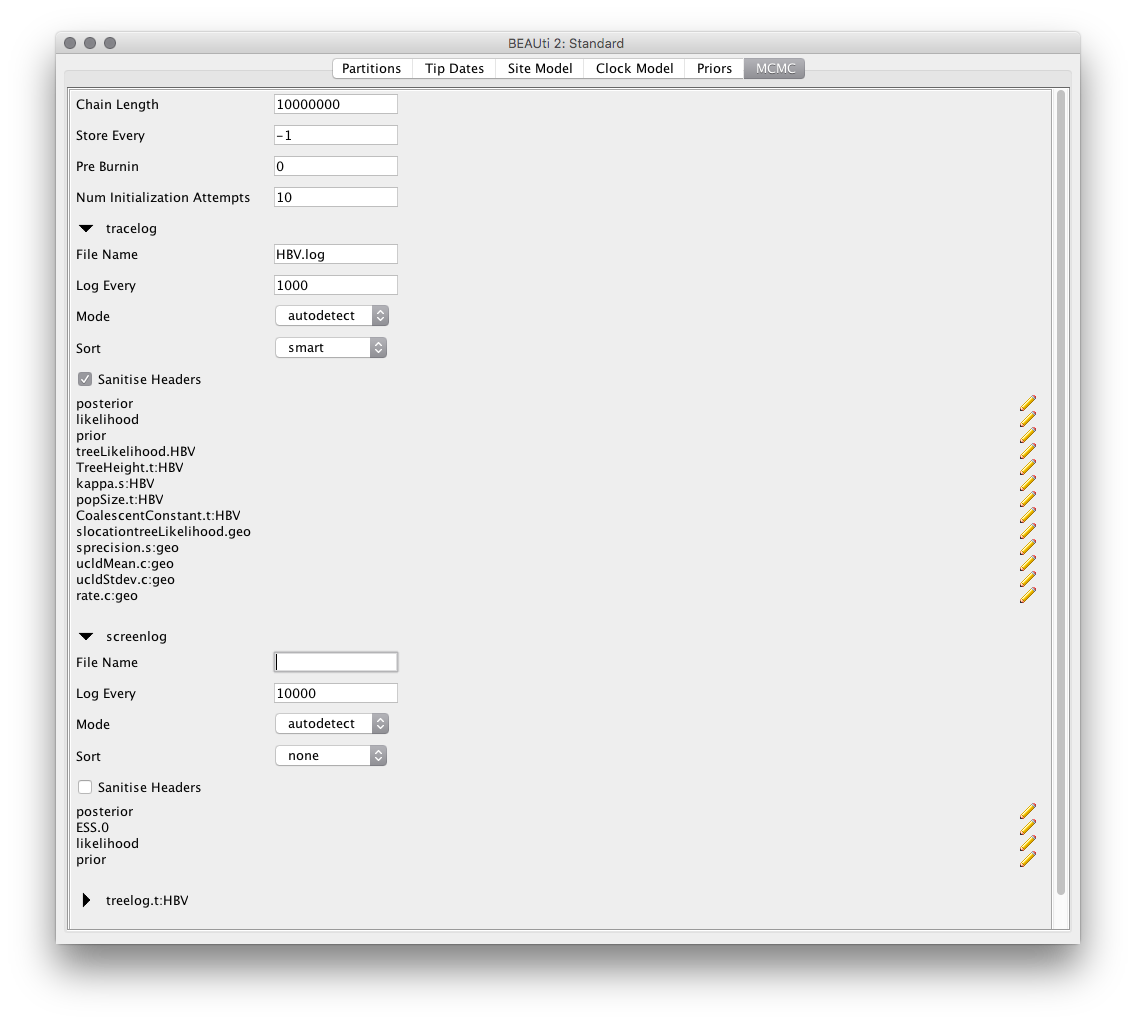 BEAUti 2: Standard
Partitions Tip Dates Site Model Clock Model Priors MCMC
Chain Length 10000000
Store Every -1
Pre Burnin 0
Num Initialization Attempts 10
tracelog
File Name HBV.log
Log Every 1000
Mode autodetect
Sort smart
Sanitise Headers
posterior
likelihood
prior
treeLikelihood.HBV
TreeHeight.t:HBV
kappa.s:HBV
popSize.t:HBV
CoalescentConstant.t:HBV
slocationtreeLikelihood.geo
sprecision.s:geo
ucldMean.c:geo
ucldStdev.c:geo
rate.c:geo
screenlog
File Name
Log Every 10000
Mode autodetect
Sort none
Sanitise Headers
posterior
ESS.0
likelihood
prior
treelog.t:HBV